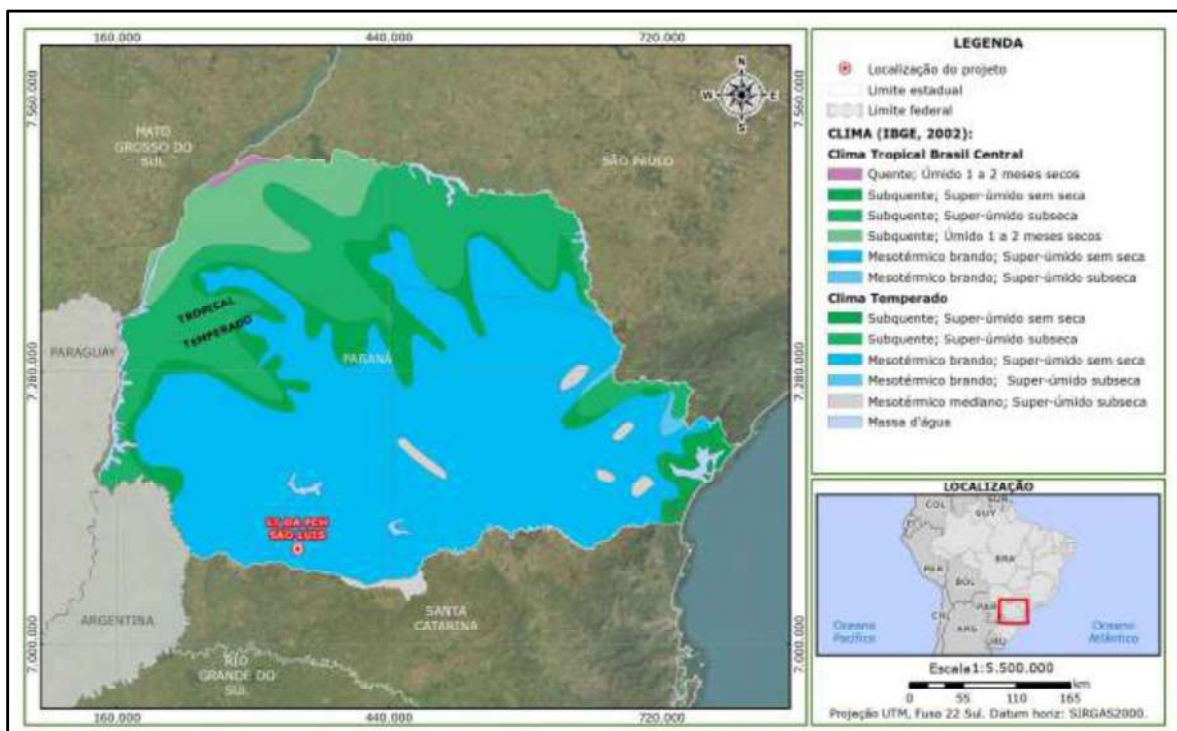 160.000
440.000
720.000
7.560.000
7.560.000
MATO
GROSSO DO
SUL
SÃO PAULO
N
W
E
S
TROPICAL
TEMPERADO
PARAGUAY
PARANÁ
7.280.000
7.280.000
LT DA PCH
SÃO LUIS
ARGENTINA
SANTA
CATARINA
RIO
GRANDE DO
SUL
7.000.000
7.000.000
160.000
440.000
720.000
LEGENDA
Localização do projeto
Limite estadual
Limite federal
CLIMA (IBGE, 2002):
Clima Tropical Brasil Central
Quente; Úmido 1 a 2 meses secos
Subquente; Super-úmido sem seca
Subquente; Super-úmido subseca
Subquente; Úmido 1 a 2 meses secos
Mesotérmico brando; Super-úmido sem seca
Mesotérmico brando; Super-úmido subseca
Clima Temperado
Subquente; Super-úmido sem seca
Subquente; Super-úmido subseca
Mesotérmico brando; Super-úmido sem seca
Mesotérmico brando; Super-úmido subseca
Mesotérmico mediano; Super-úmido subseca
Massa d'água
LOCALIZAÇÃO
COL
SUR
GUY
BRA
PER
BOL
PAR
CHL
ARG
URU
Oceano
Pacífico
Oceano
Atlântico
Escala 1:5.500.000
km
0 55 110 165
Projeção UTM, Fuso 22 Sul. Datum horiz: SIRGAS2000.